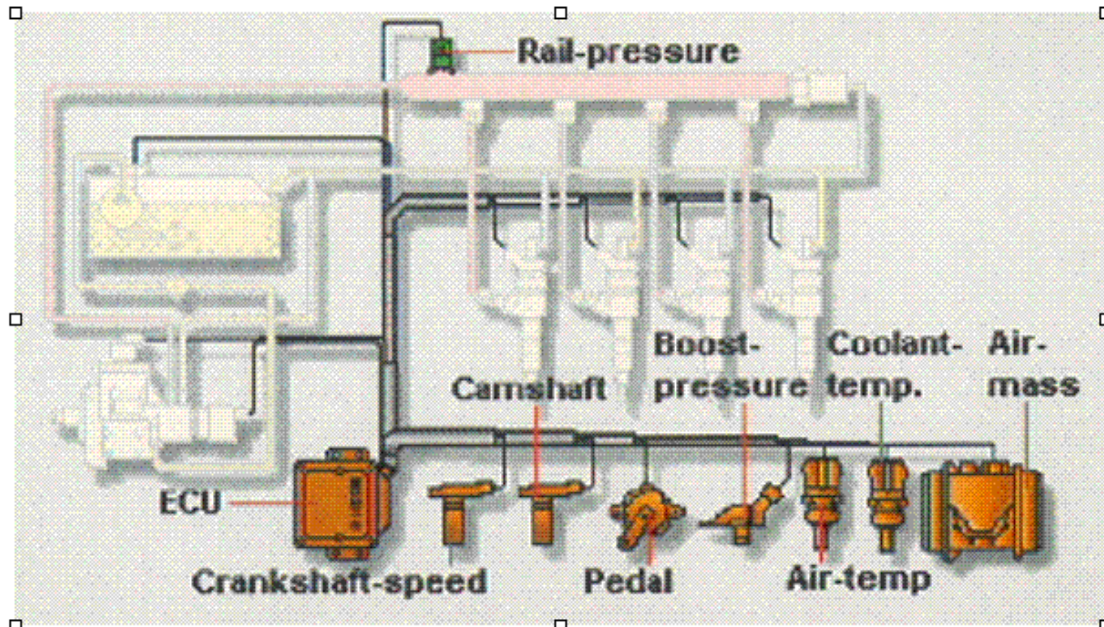 Rail-pressure
Boost-
pressure
Coolant-
temp.
Air-
mass
Camshaft
ECU
Crankshaft-speed
Pedal
Air-temp